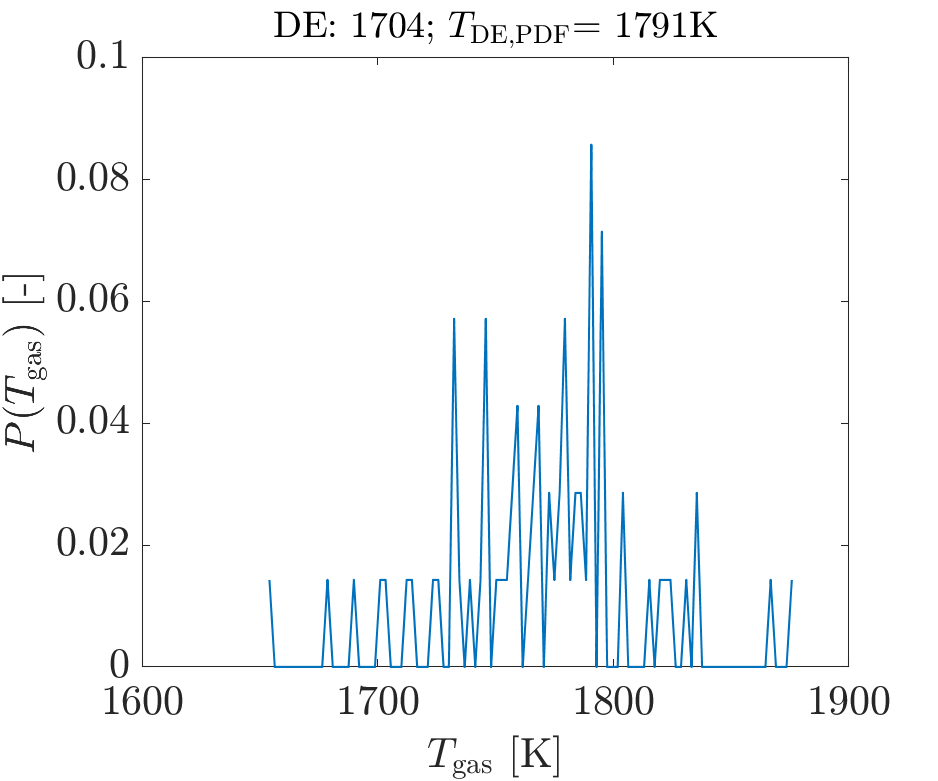 DE: 1704; T_DE,PDF= 1791K
0.1
0.08
0.06
0.04
0.02
0
P(T_gas) [-]
1600 1700 1800 1900
T_gas [K]